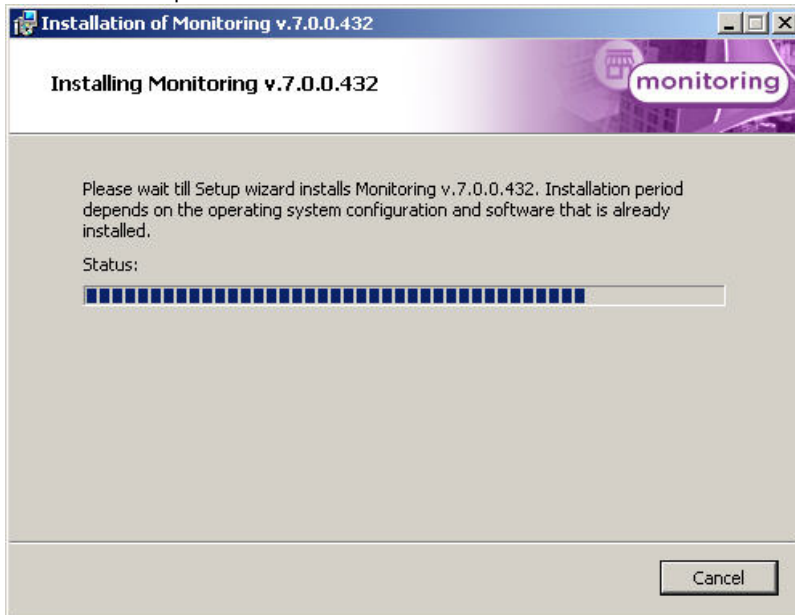 Installation of Monitoring v.7.0.0.432
Installing Monitoring v.7.0.0.432
monitoring
Please wait till Setup wizard installs Monitoring v.7.0.0.432. Installation period
depends on the operating system configuration and software that is already
installed.
Status:
Cancel